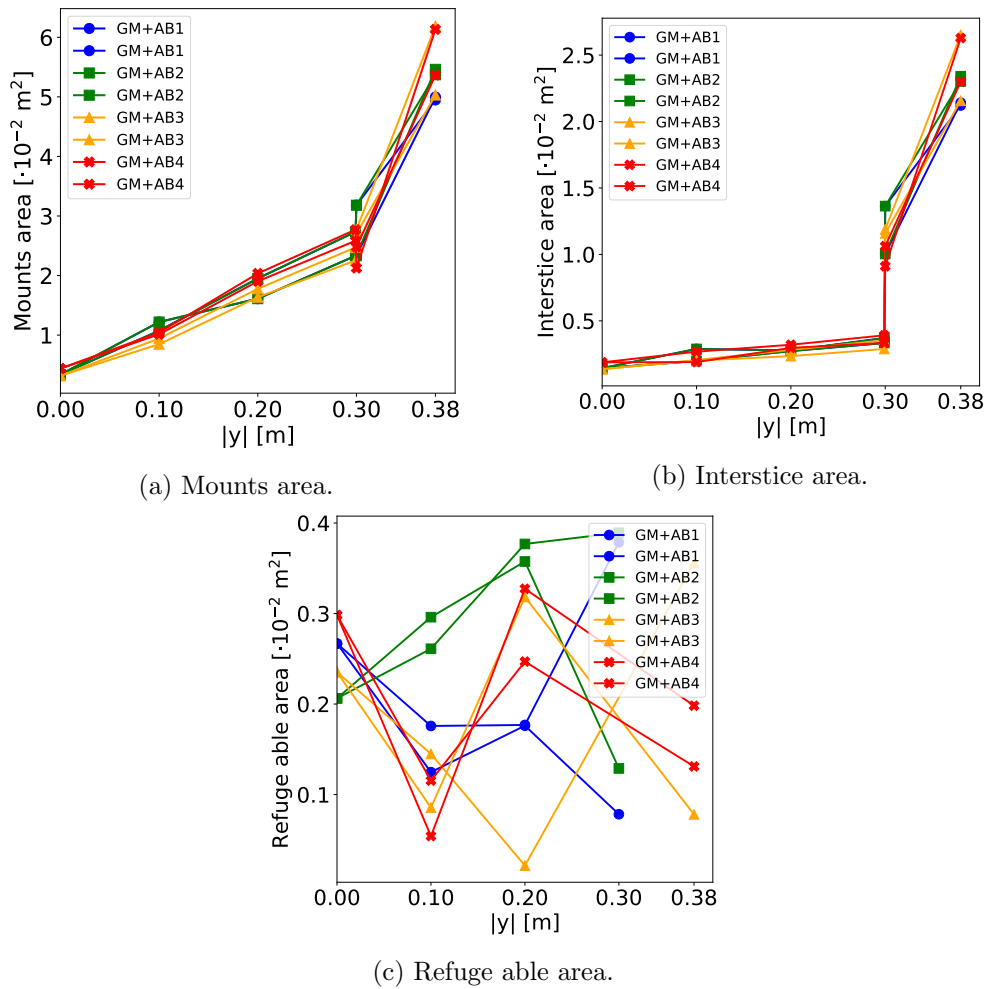 6
5
4
3
2
1
Mounts area [·10⁻² m²]
GM+AB1
GM+AB1
GM+AB2
GM+AB2
GM+AB3
GM+AB3
GM+AB4
GM+AB4
0.00 0.10 0.20 0.30 0.38
|y| [m]
(a) Mounts area.
2.5
2.0
1.5
1.0
0.5
Interstice area [·10⁻² m²]
GM+AB1
GM+AB1
GM+AB2
GM+AB2
GM+AB3
GM+AB3
GM+AB4
GM+AB4
0.00 0.10 0.20 0.30 0.38
|y| [m]
(b) Interstice area.
0.4
0.3
0.2
0.1
Refuge able area [·10⁻² m²]
GM+AB1
GM+AB1
GM+AB2
GM+AB2
GM+AB3
GM+AB3
GM+AB4
GM+AB4
0.00 0.10 0.20 0.30 0.38
|y| [m]
(c) Refuge able area.